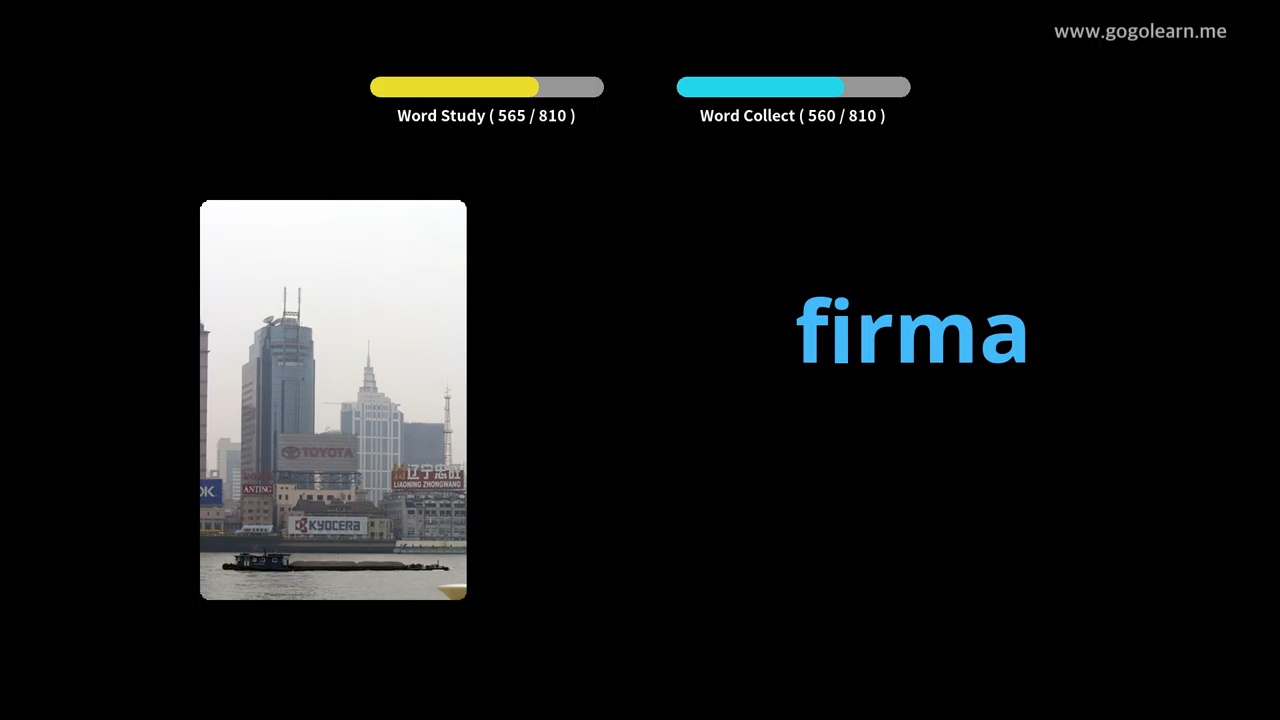 www.gogolearn.me
Word Study ( 565 / 810 )
Word Collect ( 560 / 810 )
firma
TOYOTA
辽宁忠旺
LIAONING ZHONGWANG
OK
ANTING
KYOCERA